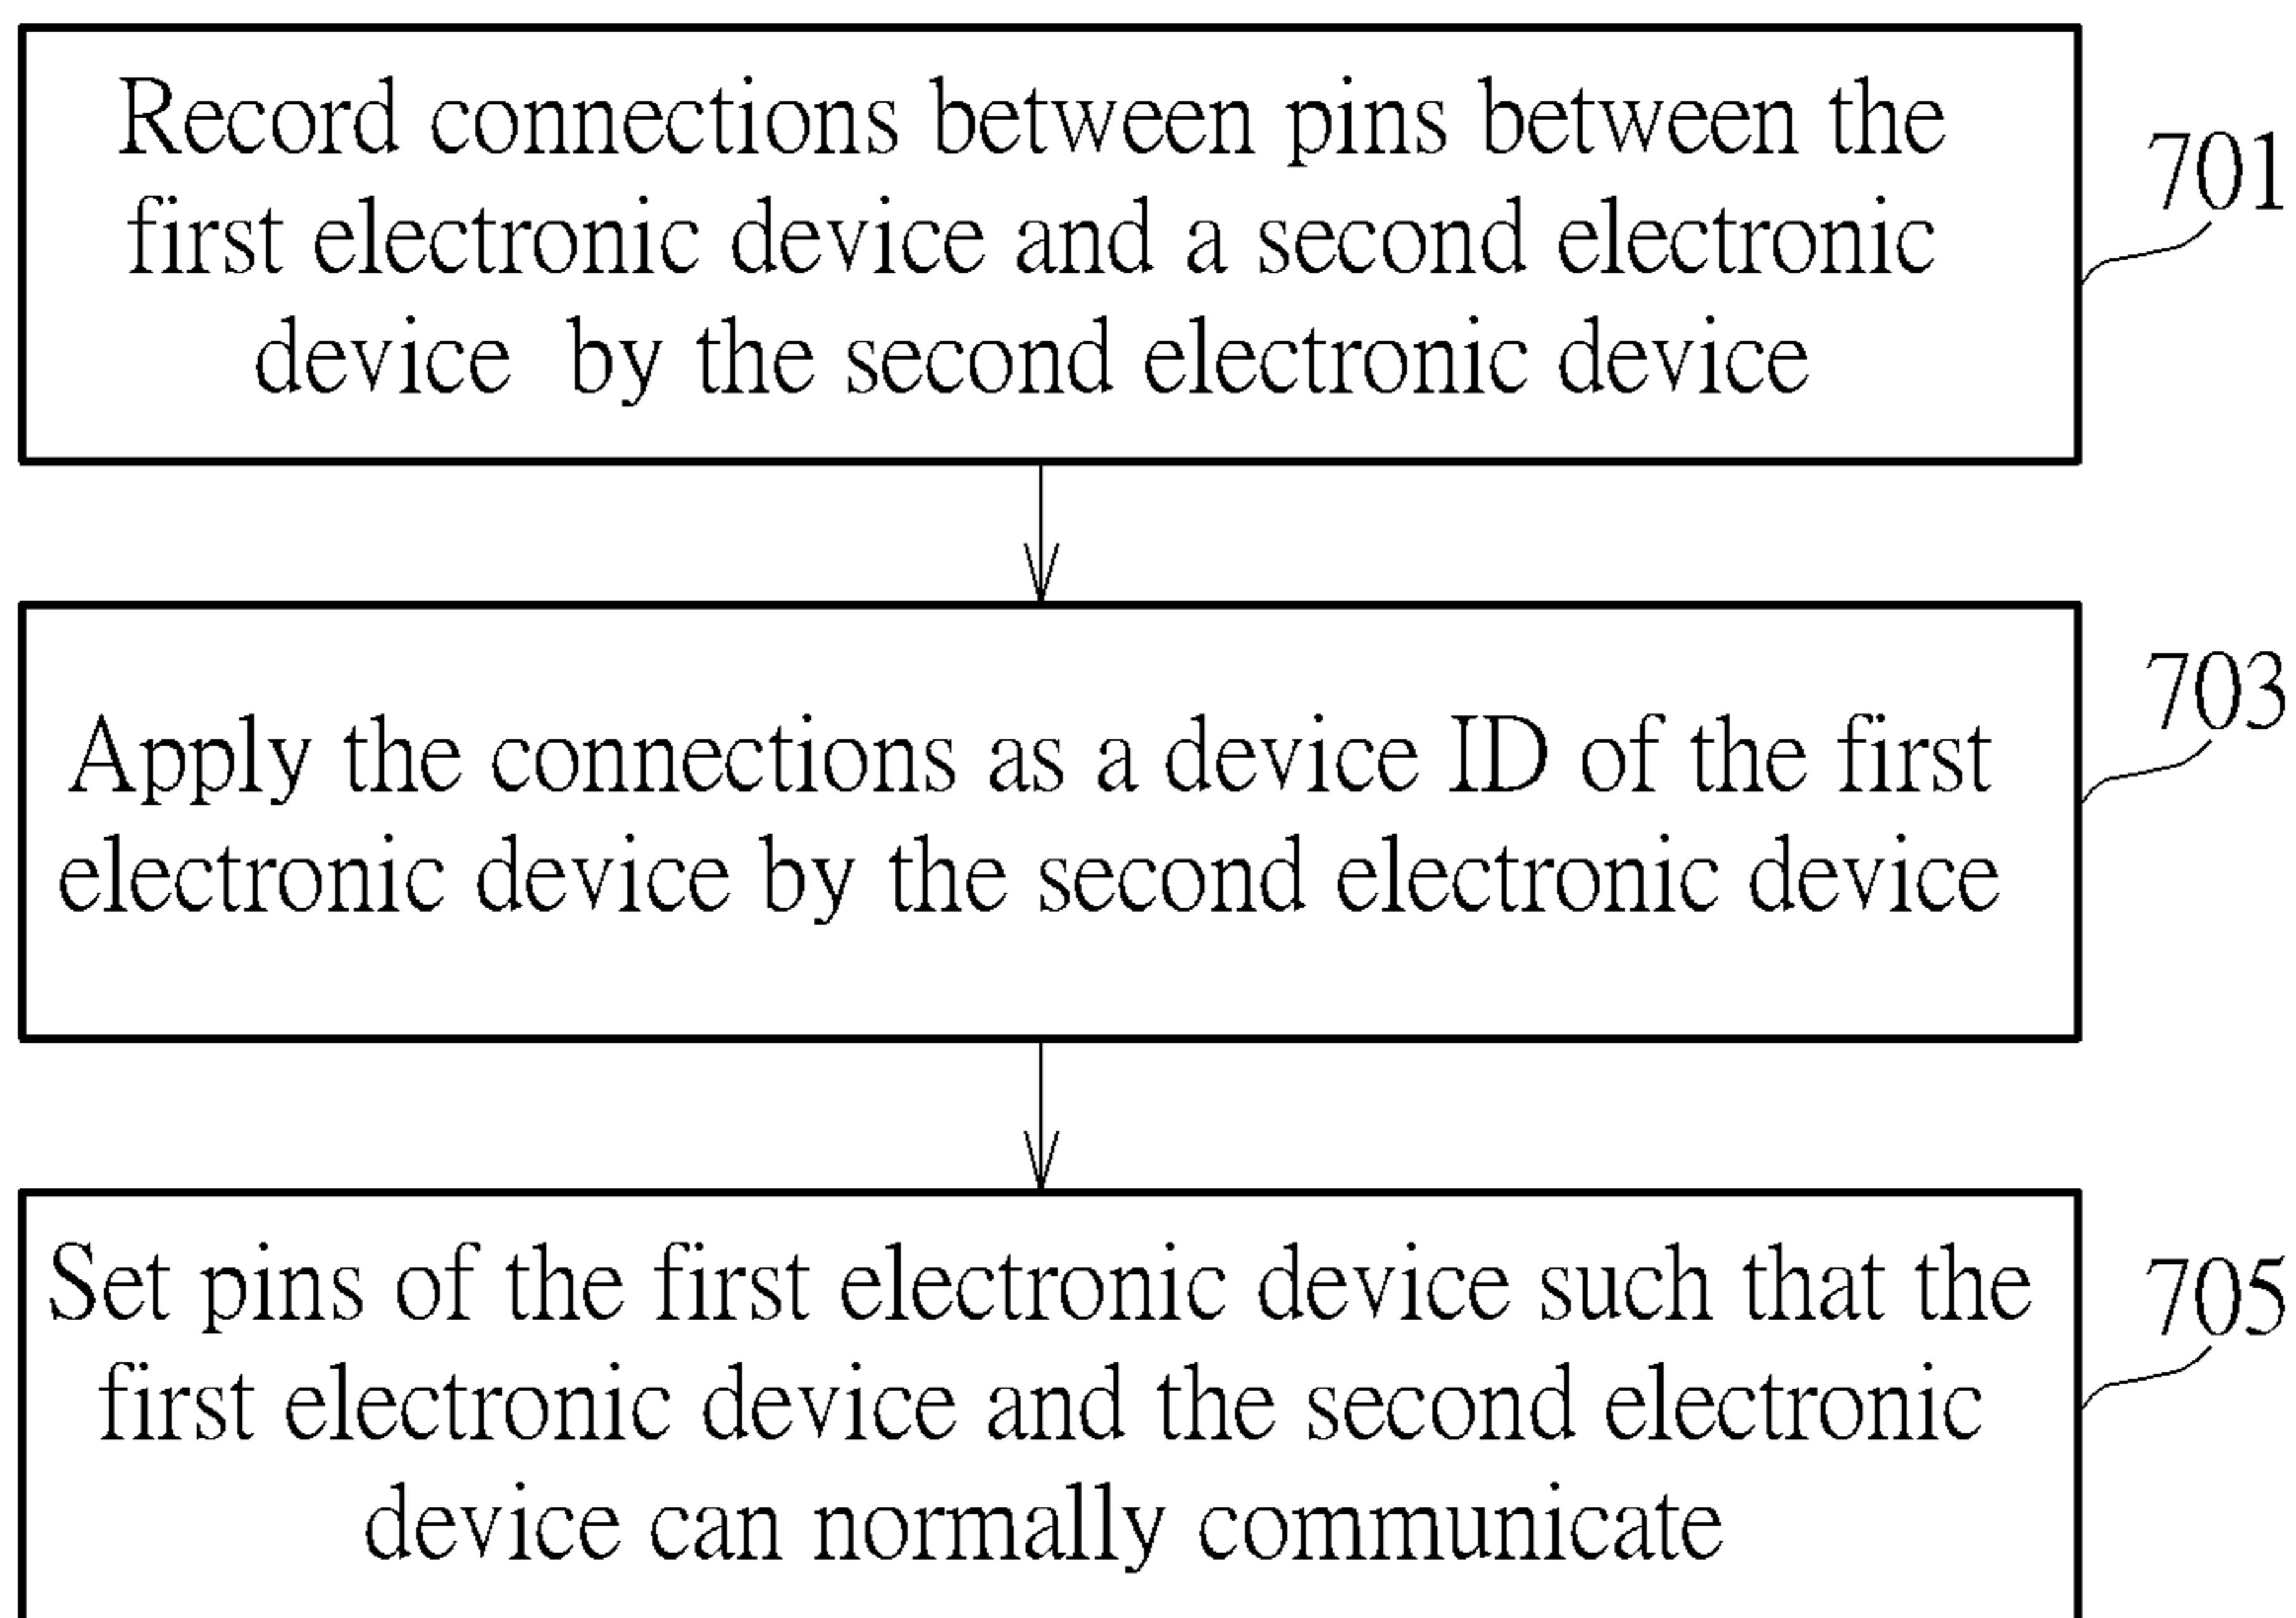 Record connections between pins between the
first electronic device and a second electronic
device by the second electronic device
701
Apply the connections as a device ID of the first
electronic device by the second electronic device
703
Set pins of the first electronic device such that the
first electronic device and the second electronic
device can normally communicate
705